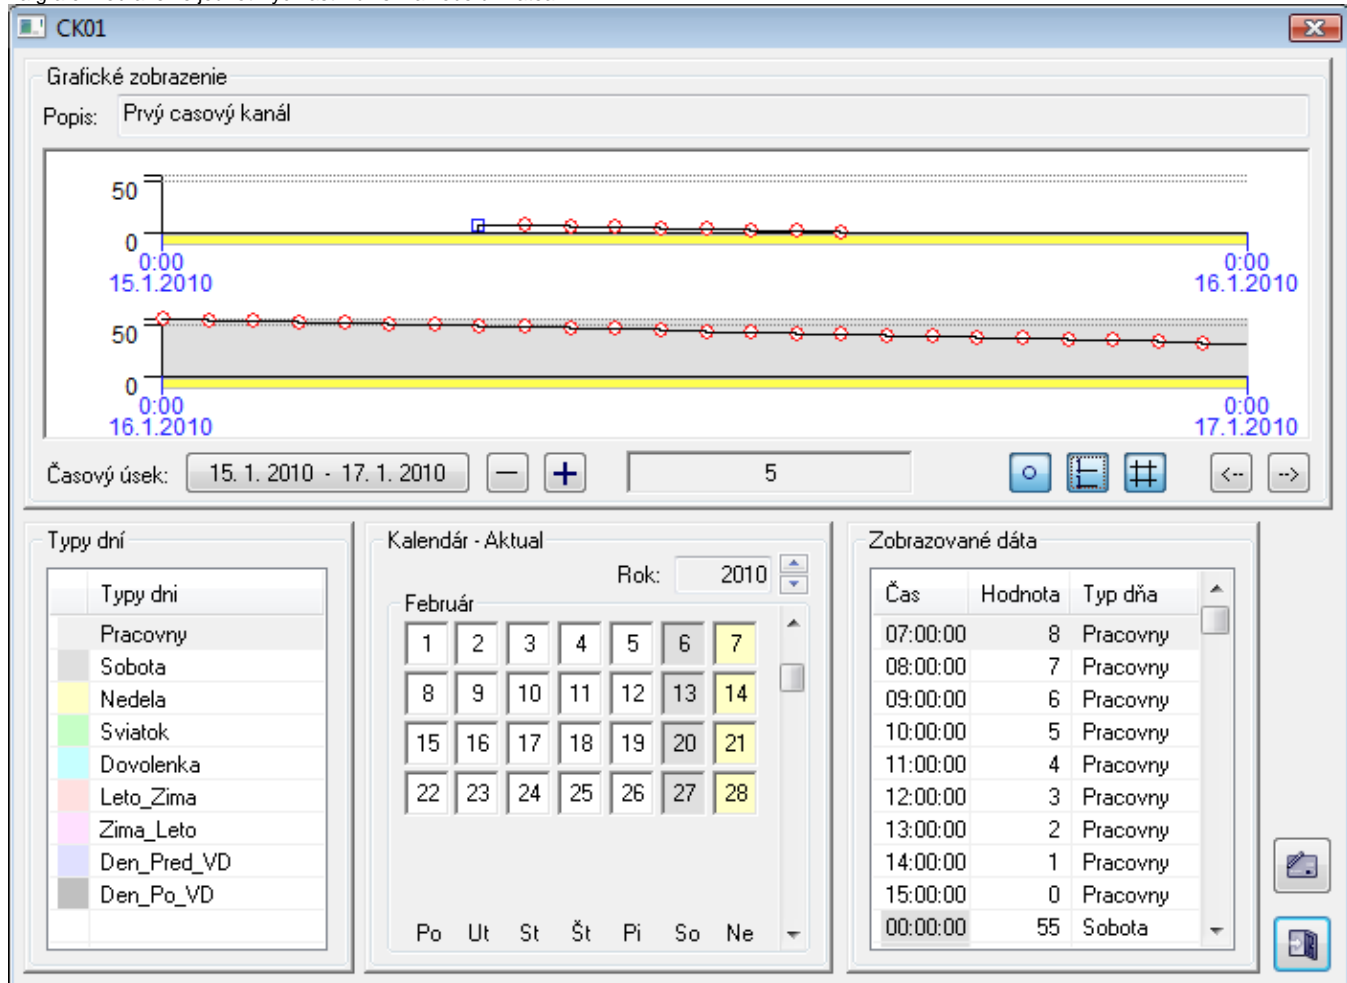 CK01
Grafické zobrazenie
Popis: Prvý casový kanál
50
0
0:00 0:00
15.1.2010 16.1.2010
50
0
0:00 0:00
16.1.2010 17.1.2010
Časový úsek: 15. 1. 2010 - 17. 1. 2010 5 <-- -->
Typy dní
Typy dni
Pracovny
Sobota
Nedela
Sviatok
Dovolenka
Leto_Zima
Zima_Leto
Den_Pred_VD
Den_Po_VD
Kalendár - Aktual
Rok: 2010
Február
1 2 3 4 5 6 7
8 9 10 11 12 13 14
15 16 17 18 19 20 21
22 23 24 25 26 27 28
Po Ut St Št Pi So Ne
Zobrazované dáta
Čas Hodnota Typ dňa
07:00:00 8 Pracovny
08:00:00 7 Pracovny
09:00:00 6 Pracovny
10:00:00 5 Pracovny
11:00:00 4 Pracovny
12:00:00 3 Pracovny
13:00:00 2 Pracovny
14:00:00 1 Pracovny
15:00:00 0 Pracovny
00:00:00 55 Sobota